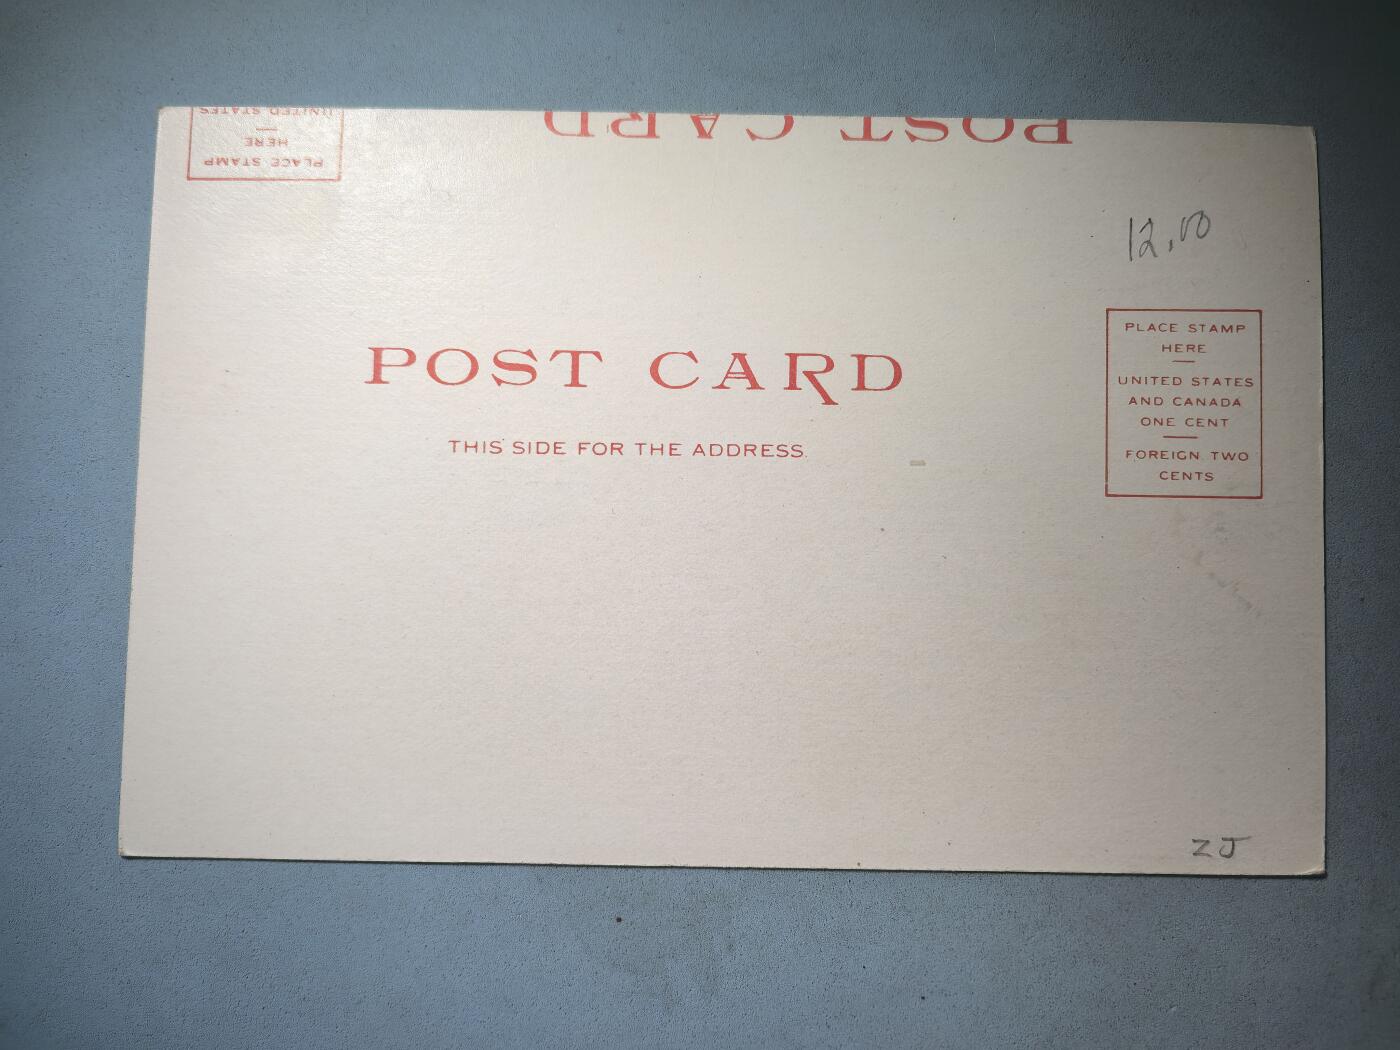 UNITED STATES
HERE
PLACE STAMP
POST CARD
12.00
POST CARD
THIS SIDE FOR THE ADDRESS.
PLACE STAMP
HERE
UNITED STATES
AND CANADA
ONE CENT
FOREIGN TWO
CENTS
ZJ